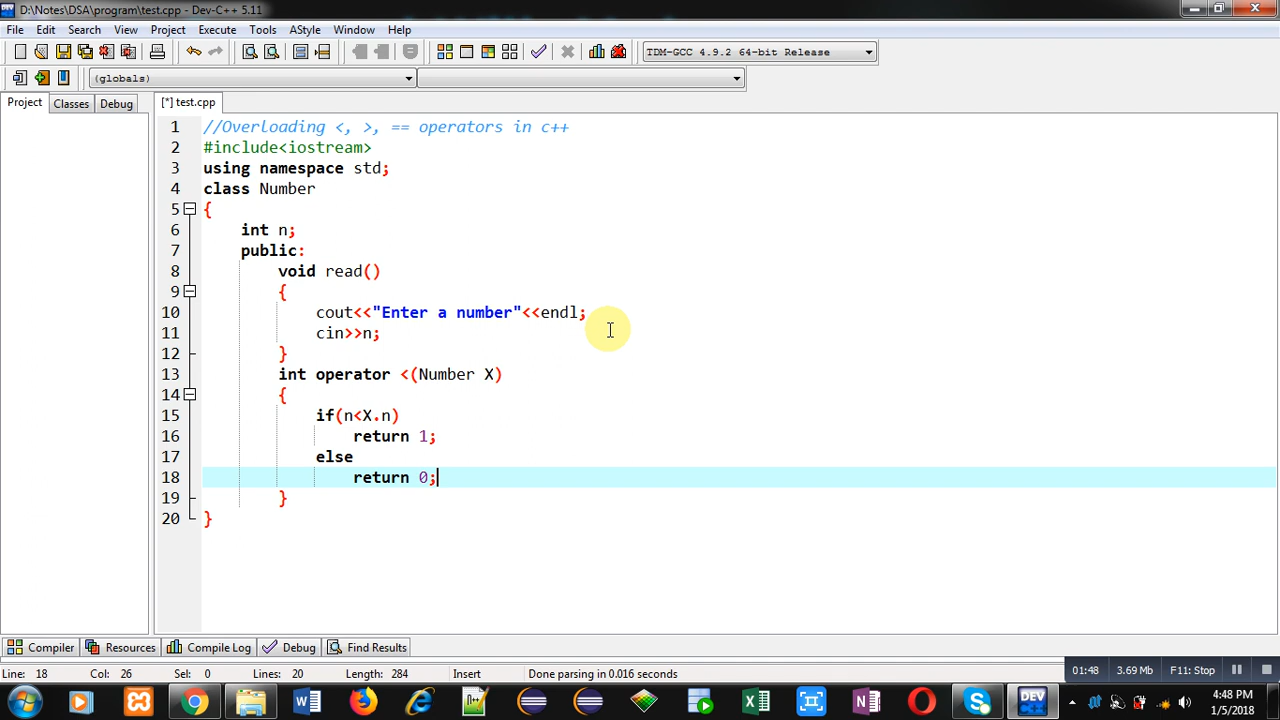 D:\Notes\DSA\program\test.cpp - Dev-C++ 5.11
File Edit Search View Project Execute Tools AStyle Window Help
TDM-GCC 4.9.2 64-bit Release
(globals)
Project Classes Debug [*] test.cpp
1 //Overloading <, >, == operators in c++
2 #include<iostream>
3 using namespace std;
4 class Number
5 {
6 int n;
7 public:
8 void read()
9 {
10 cout<<"Enter a number"<<endl;
11 cin>>n;
12 }
13 int operator <(Number X)
14 {
15 if(n<X.n)
16 return 1;
17 else
18 return 0;
19 }
20 }
Compiler Resources Compile Log Debug Find Results
Line: 18 Col: 26 Sel: 0 Lines: 20 Length: 284 Insert Done parsing in 0.016 seconds
01:48 3.69 Mb F11: Stop
DEV
4:48 PM
1/5/2018